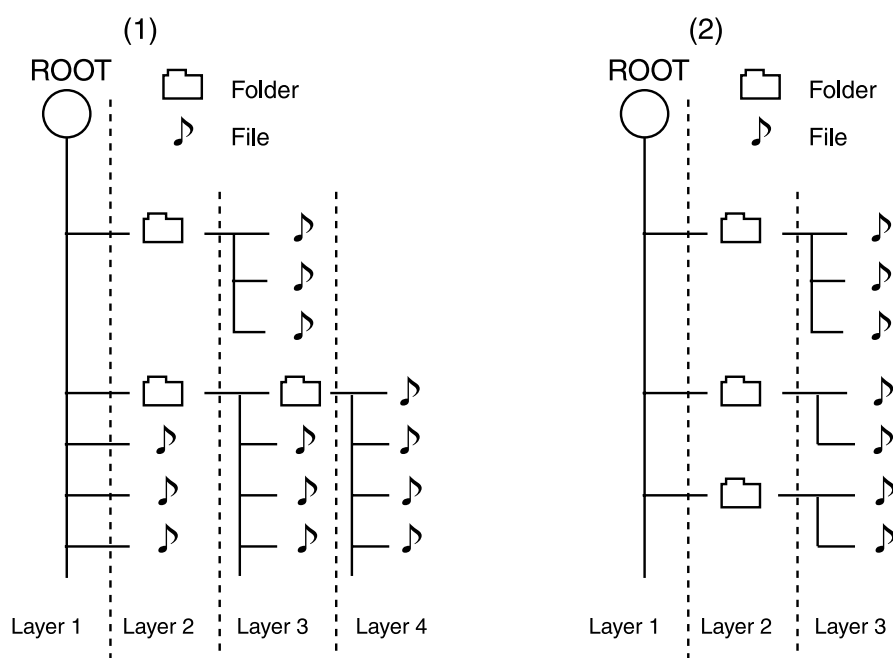 (1)
ROOT
Folder
File
Layer 1
Layer 2
Layer 3
Layer 4
(2)
ROOT
Folder
File
Layer 1
Layer 2
Layer 3